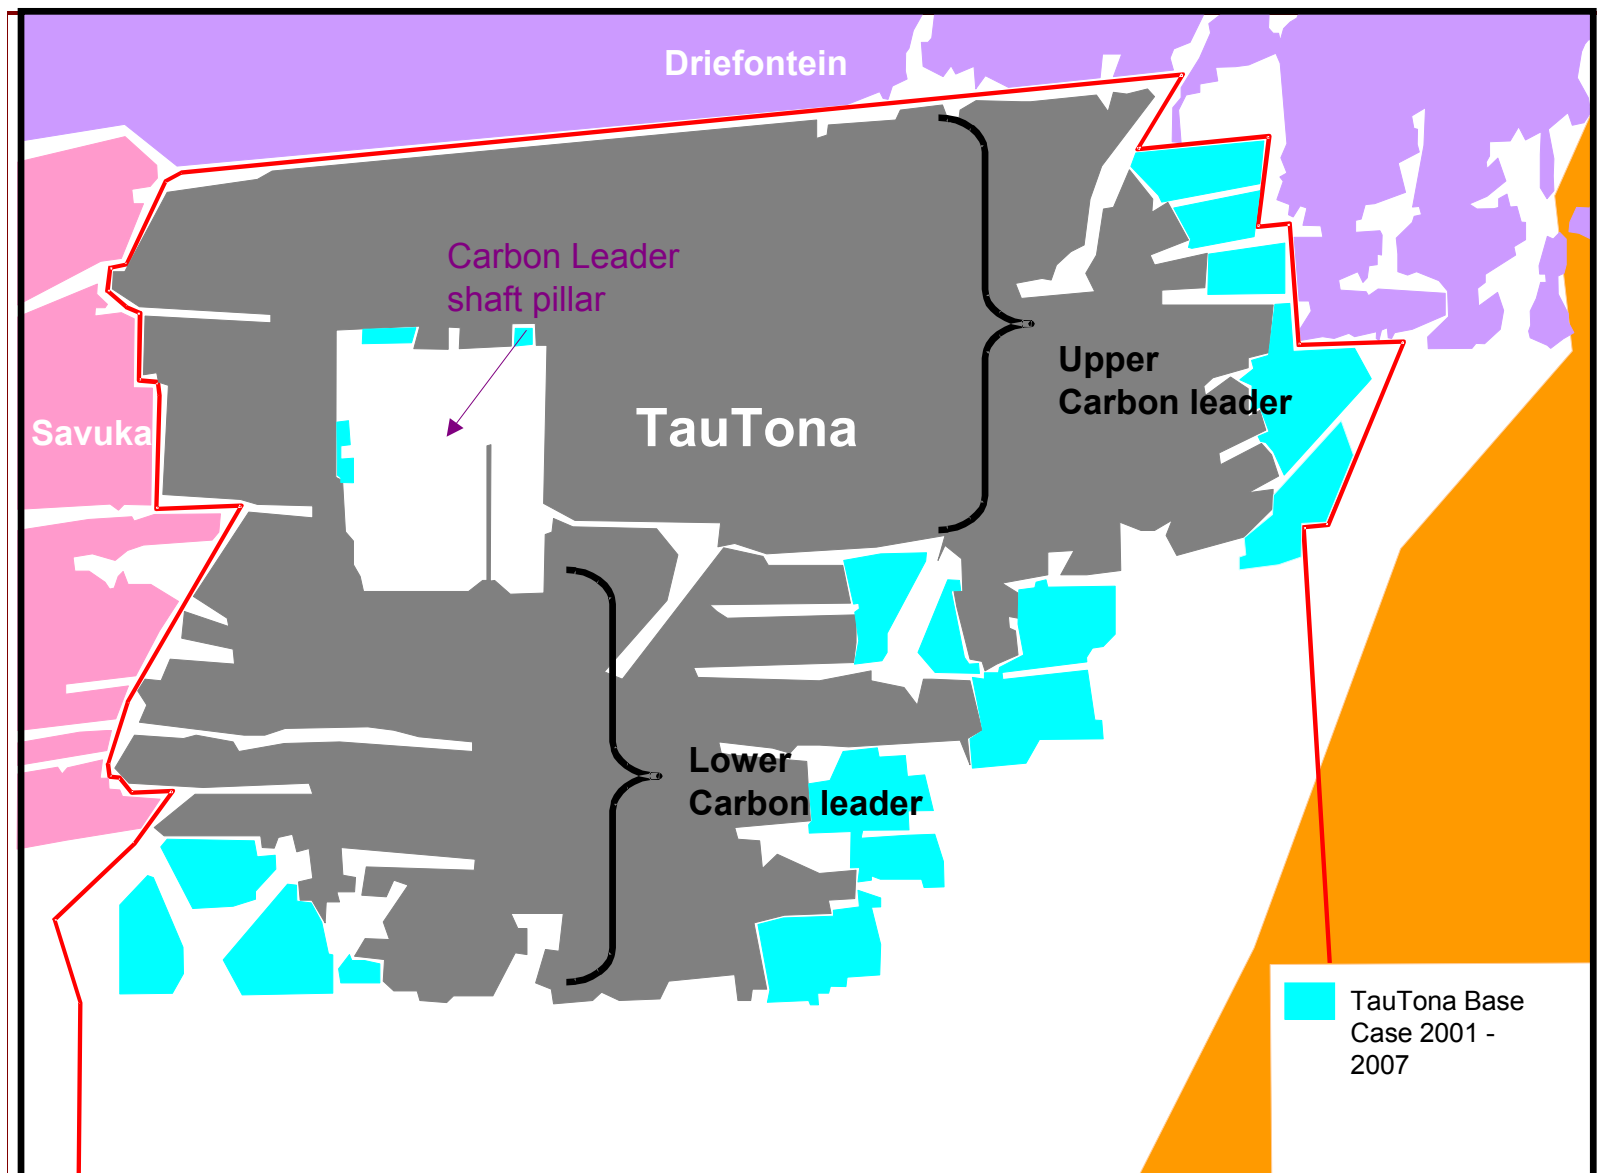 Driefontein
Carbon Leader
shaft pillar
Upper
Carbon leader
TauTona
Savuka
Lower
Carbon leader
TauTona Base
Case 2001 -
2007